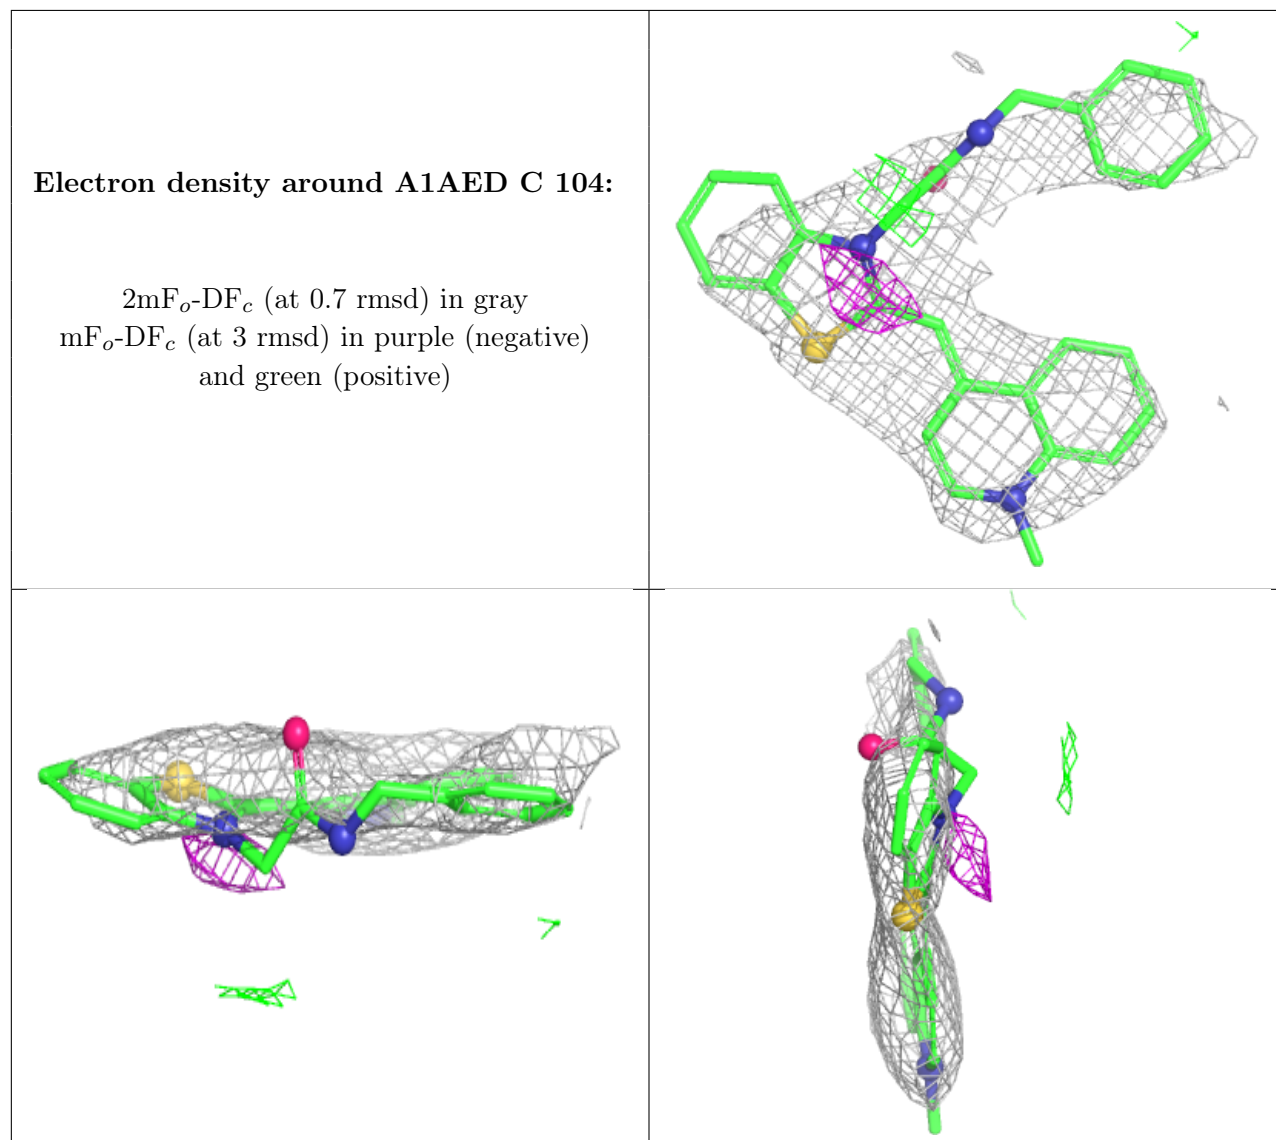 Electron density around A1AED C 104:
2mFo-DFc (at 0.7 rmsd) in gray
mFo-DFc (at 3 rmsd) in purple (negative)
and green (positive)